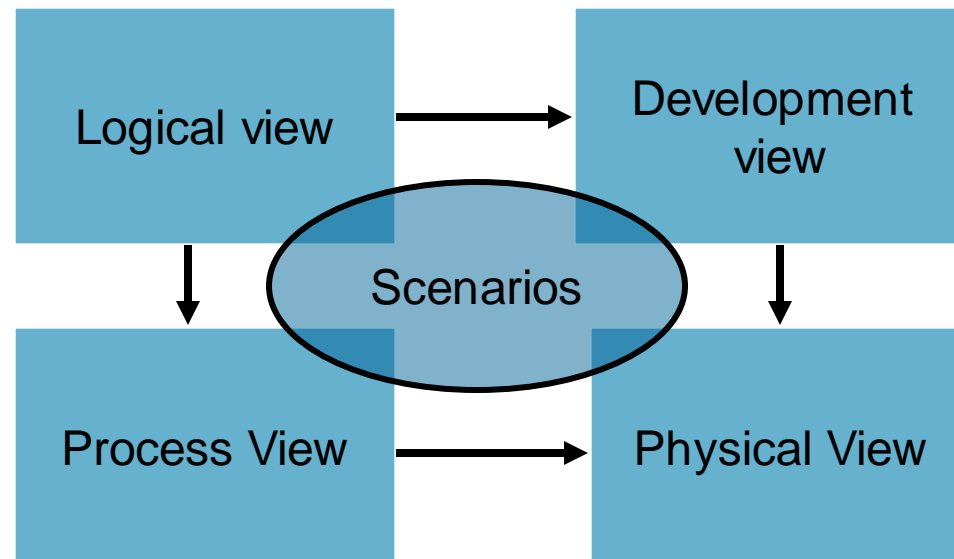 Logical view
Development
view
Scenarios
Process View
Physical View